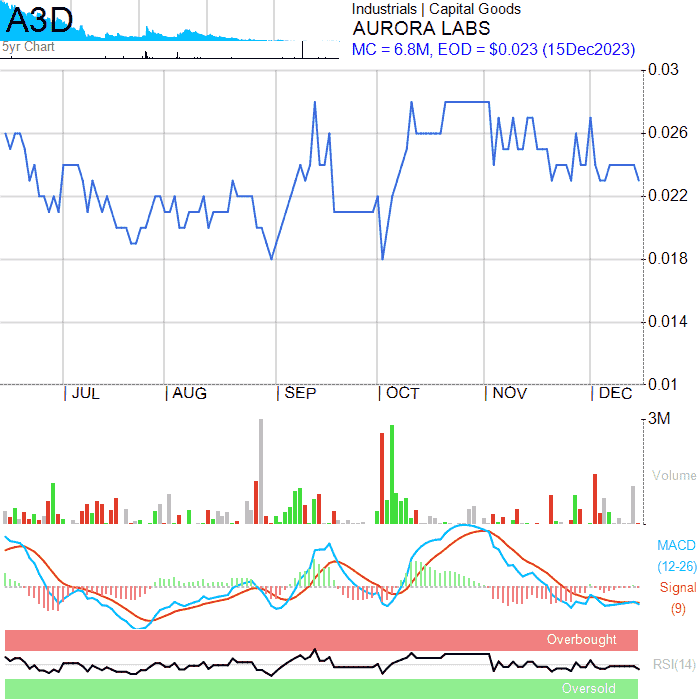 A3D
5yr Chart
Industrials | Capital Goods
AURORA LABS
MC = 6.8M, EOD = $0.023 (15Dec2023)
0.03
0.026
0.022
0.018
0.014
0.01
JUL AUG SEP OCT NOV DEC
3M
Volume
MACD
(12-26)
Signal
(9)
Overbought
RSI(14)
Oversold